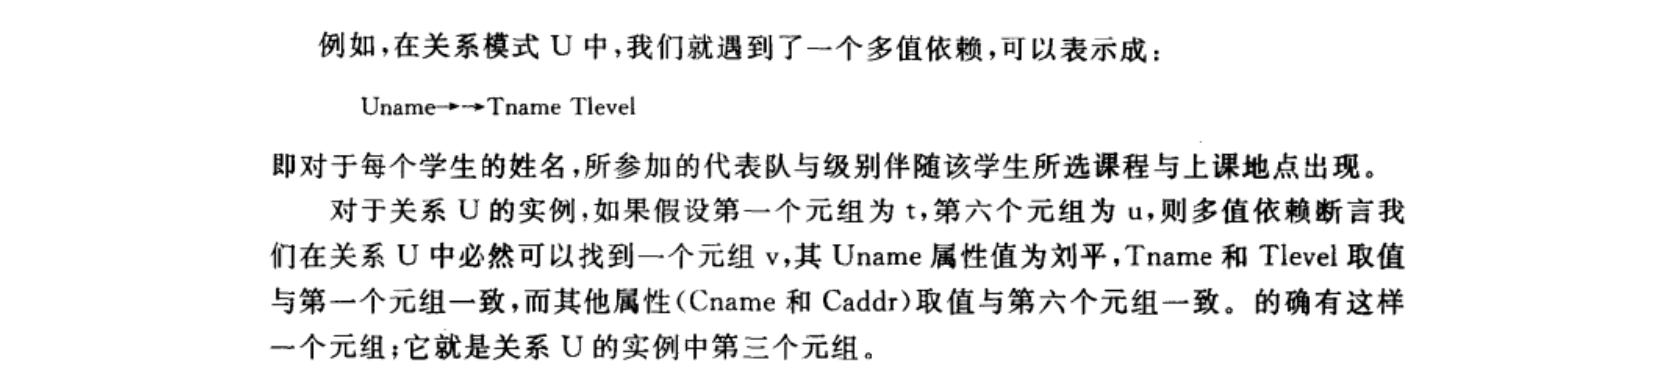 例如,在关系模式 U 中,我们就遇到了一个多值依赖,可以表示成:
Uname→→Tname Tlevel
即对于每个学生的姓名,所参加的代表队与级别伴随该学生所选课程与上课地点出现。
对于关系 U 的实例,如果假设第一个元组为 t,第六个元组为 u,则多值依赖断言我
们在关系 U 中必然可以找到一个元组 v,其 Uname 属性值为刘平,Tname 和 Tlevel 取值
与第一个元组一致,而其他属性(Cname 和 Caddr)取值与第六个元组一致。的确有这样
一个元组;它就是关系 U 的实例中第三个元组。